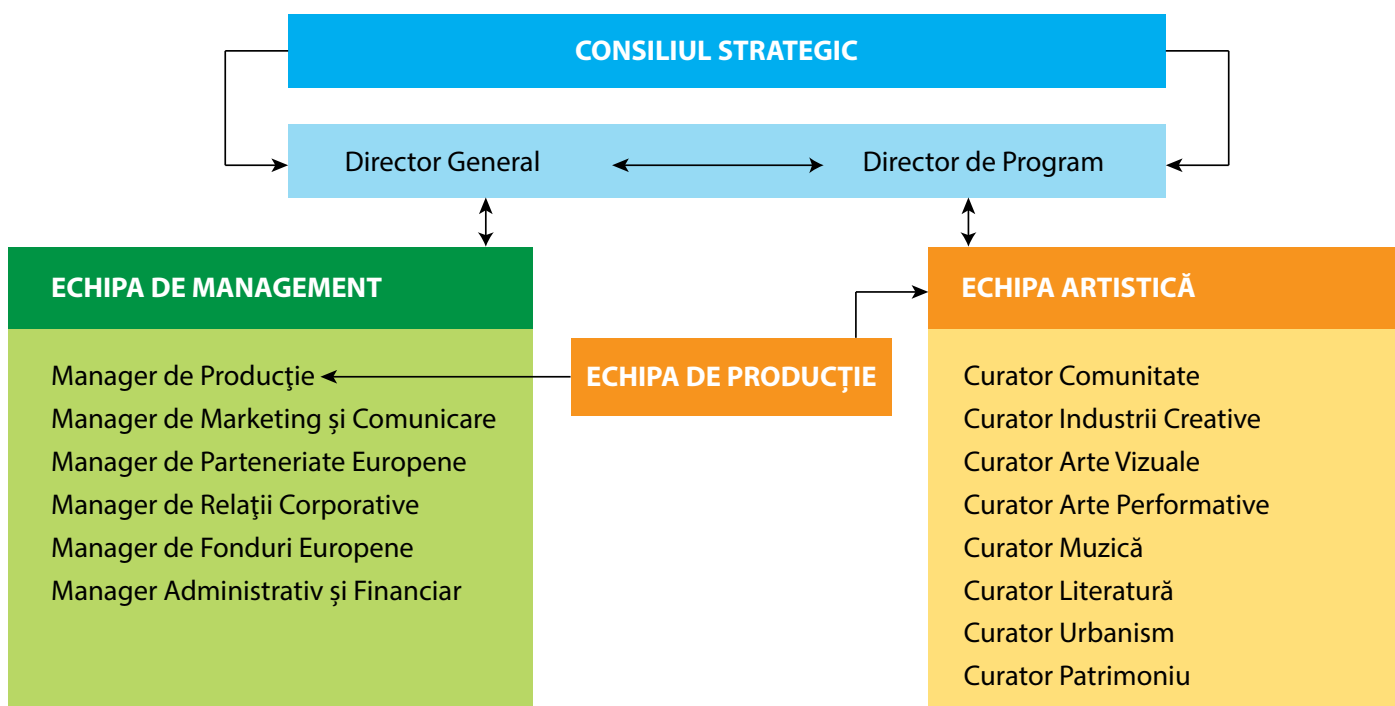 CONSILIUL STRATEGIC
Director General
Director de Program
ECHIPA DE MANAGEMENT
Manager de Producţie
Manager de Marketing și Comunicare
Manager de Parteneriate Europene
Manager de Relaţii Corporative
Manager de Fonduri Europene
Manager Administrativ și Financiar
ECHIPA DE PRODUCȚIE
ECHIPA ARTISTICĂ
Curator Comunitate
Curator Industrii Creative
Curator Arte Vizuale
Curator Arte Performative
Curator Muzică
Curator Literatură
Curator Urbanism
Curator Patrimoniu